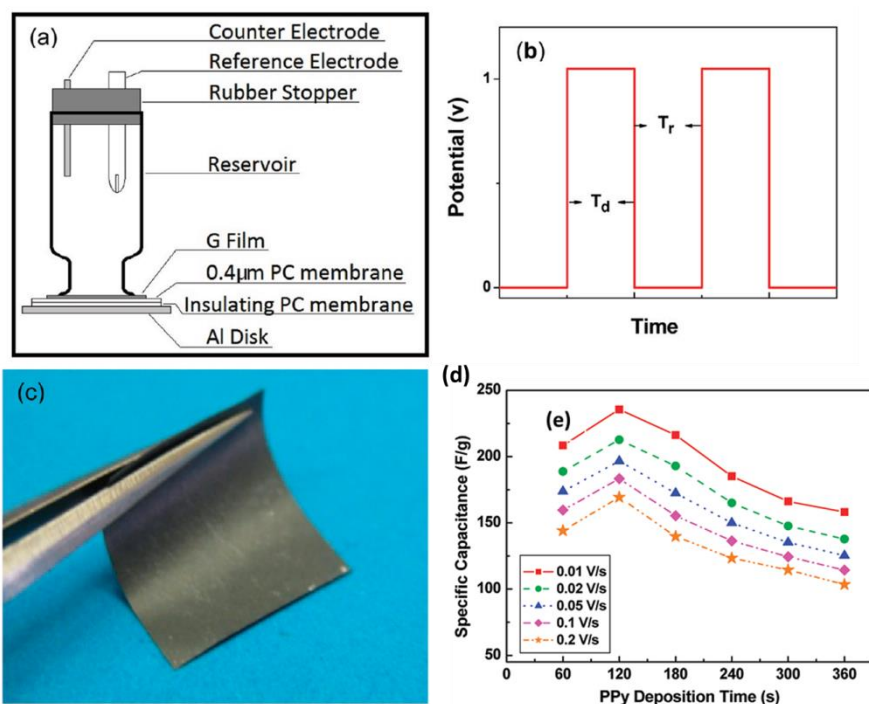 (a)
Counter Electrode
Reference Electrode
Rubber Stopper
Reservoir
G Film
0.4µm PC membrane
Insulating PC membrane
Al Disk
(b)
Potential (v)
1
0
Tr
Td
Time
(c)
(d)
(e)
Specific Capacitance (F/g)
250
200
150
100
50
0.01 V/s
0.02 V/s
0.05 V/s
0.1 V/s
0.2 V/s
0 60 120 180 240 300 360
PPy Deposition Time (s)